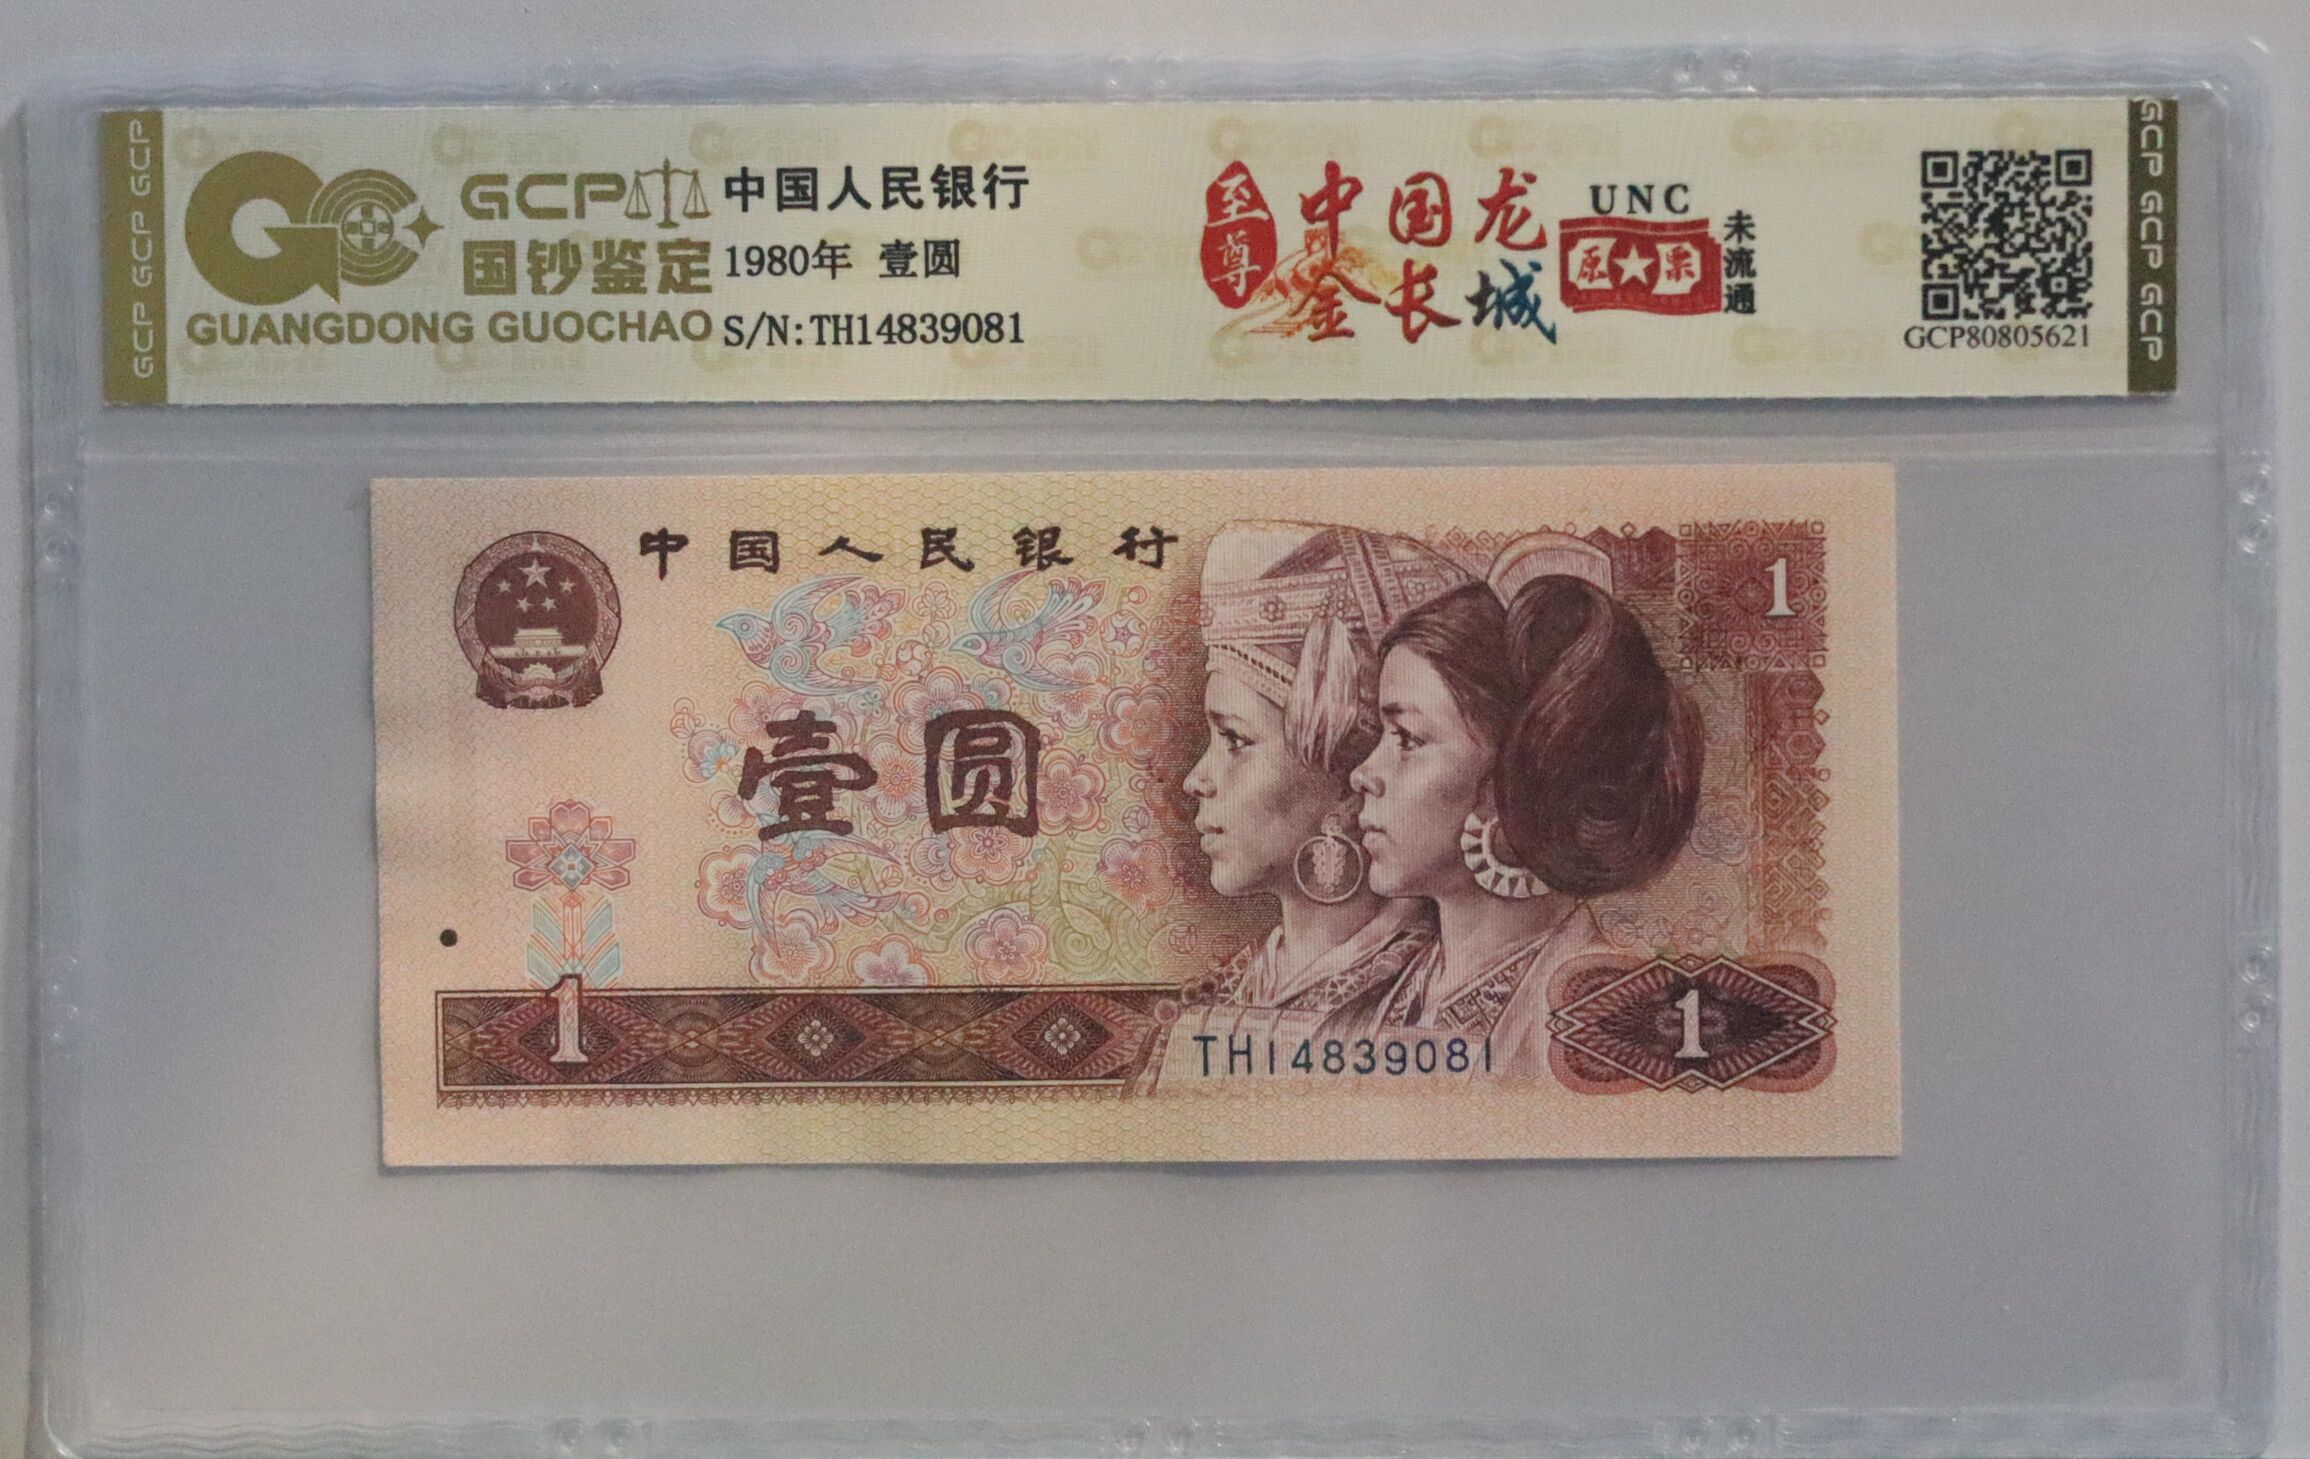 GCP GCP GCP GCP
GCP 中国人民银行
国钞鉴定 1980年 壹圆
GUANGDONG GUOCHAO S/N:TH14839081
至尊
中国龙
金长城
UNC
原★票
未流通
GCP80805621
GCP GCP GCP GCP
中国人民银行
1
壹圆
1
TH14839081
1